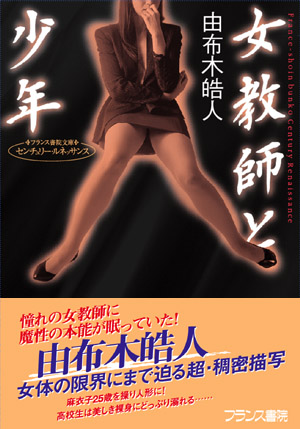 女教師と
少年
由布木皓人
France-shoin bunko Century Renaissance
フランス書院文庫
センチュリー・ルネッサンス
憧れの女教師に
魔性の本能が眠っていた!
由布木皓人
女体の限界にまで迫る超・稠密描写
麻衣子25歳を操り人形に!
高校生は美しき裸身にどっぷり溺れる……
フランス書院